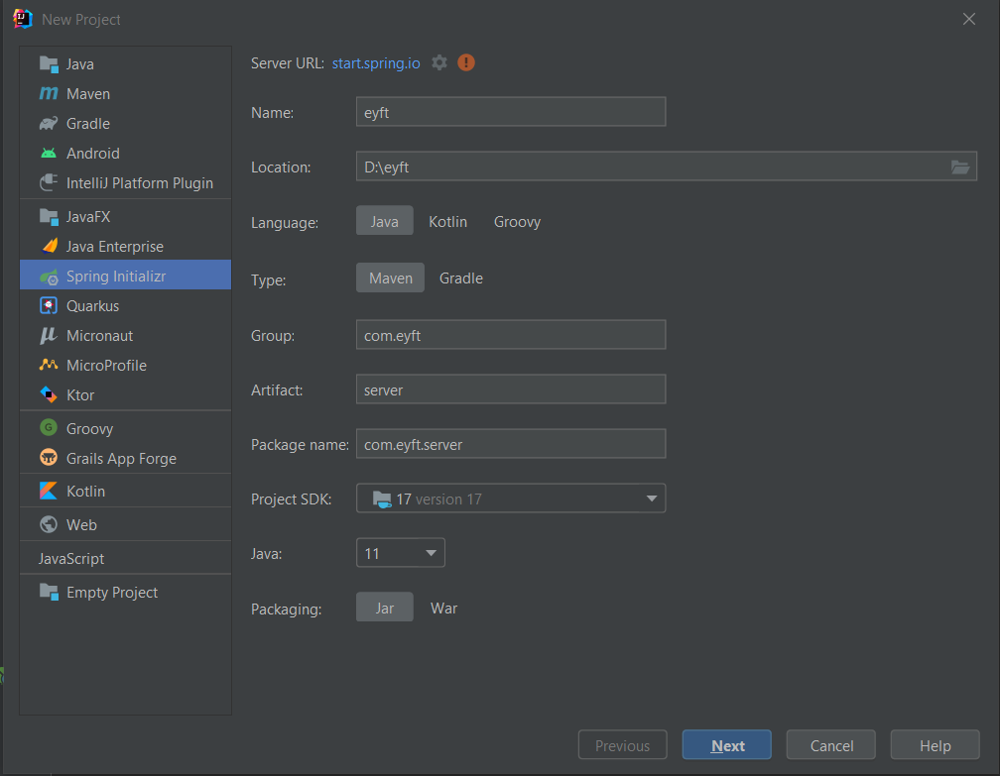 New Project
Java
Maven
Gradle
Android
IntelliJ Platform Plugin
JavaFX
Java Enterprise
Spring Initializr
Quarkus
Micronaut
MicroProfile
Ktor
Groovy
Grails App Forge
Kotlin
Web
JavaScript
Empty Project
Server URL: start.spring.io
Name: eyft
Location: D:\eyft
Language: Java Kotlin Groovy
Type: Maven Gradle
Group: com.eyft
Artifact: server
Package name: com.eyft.server
Project SDK: 17 version 17
Java: 11
Packaging: Jar War
Previous Next Cancel Help